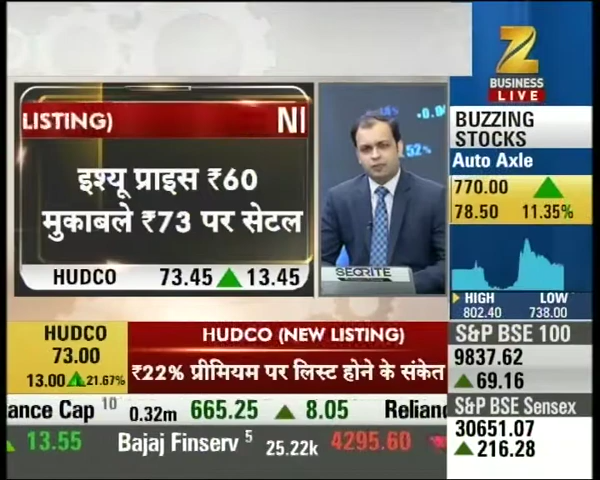 LISTING) NI
इश्यू प्राइस ₹60
मुकाबले ₹73 पर सेटल
HUDCO 73.45 ▲ 13.45
-0.0
52%
SEQRITE
Z
BUSINESS
LIVE
BUZZING
STOCKS
Auto Axle
770.00
78.50 11.35%
HIGH LOW
802.40 738.00
HUDCO
73.00
13.00 21.67%
HUDCO (NEW LISTING)
₹22% प्रीमियम पर लिस्ट होने के संकेत
S&P BSE 100
9837.62
▲ 69.16
S&P BSE Sensex
30651.07
▲ 216.28
ance Cap 10 0.32m 665.25 ▲ 8.05 Relianc
13.55 Bajaj Finserv 5 25.22k 4295.60